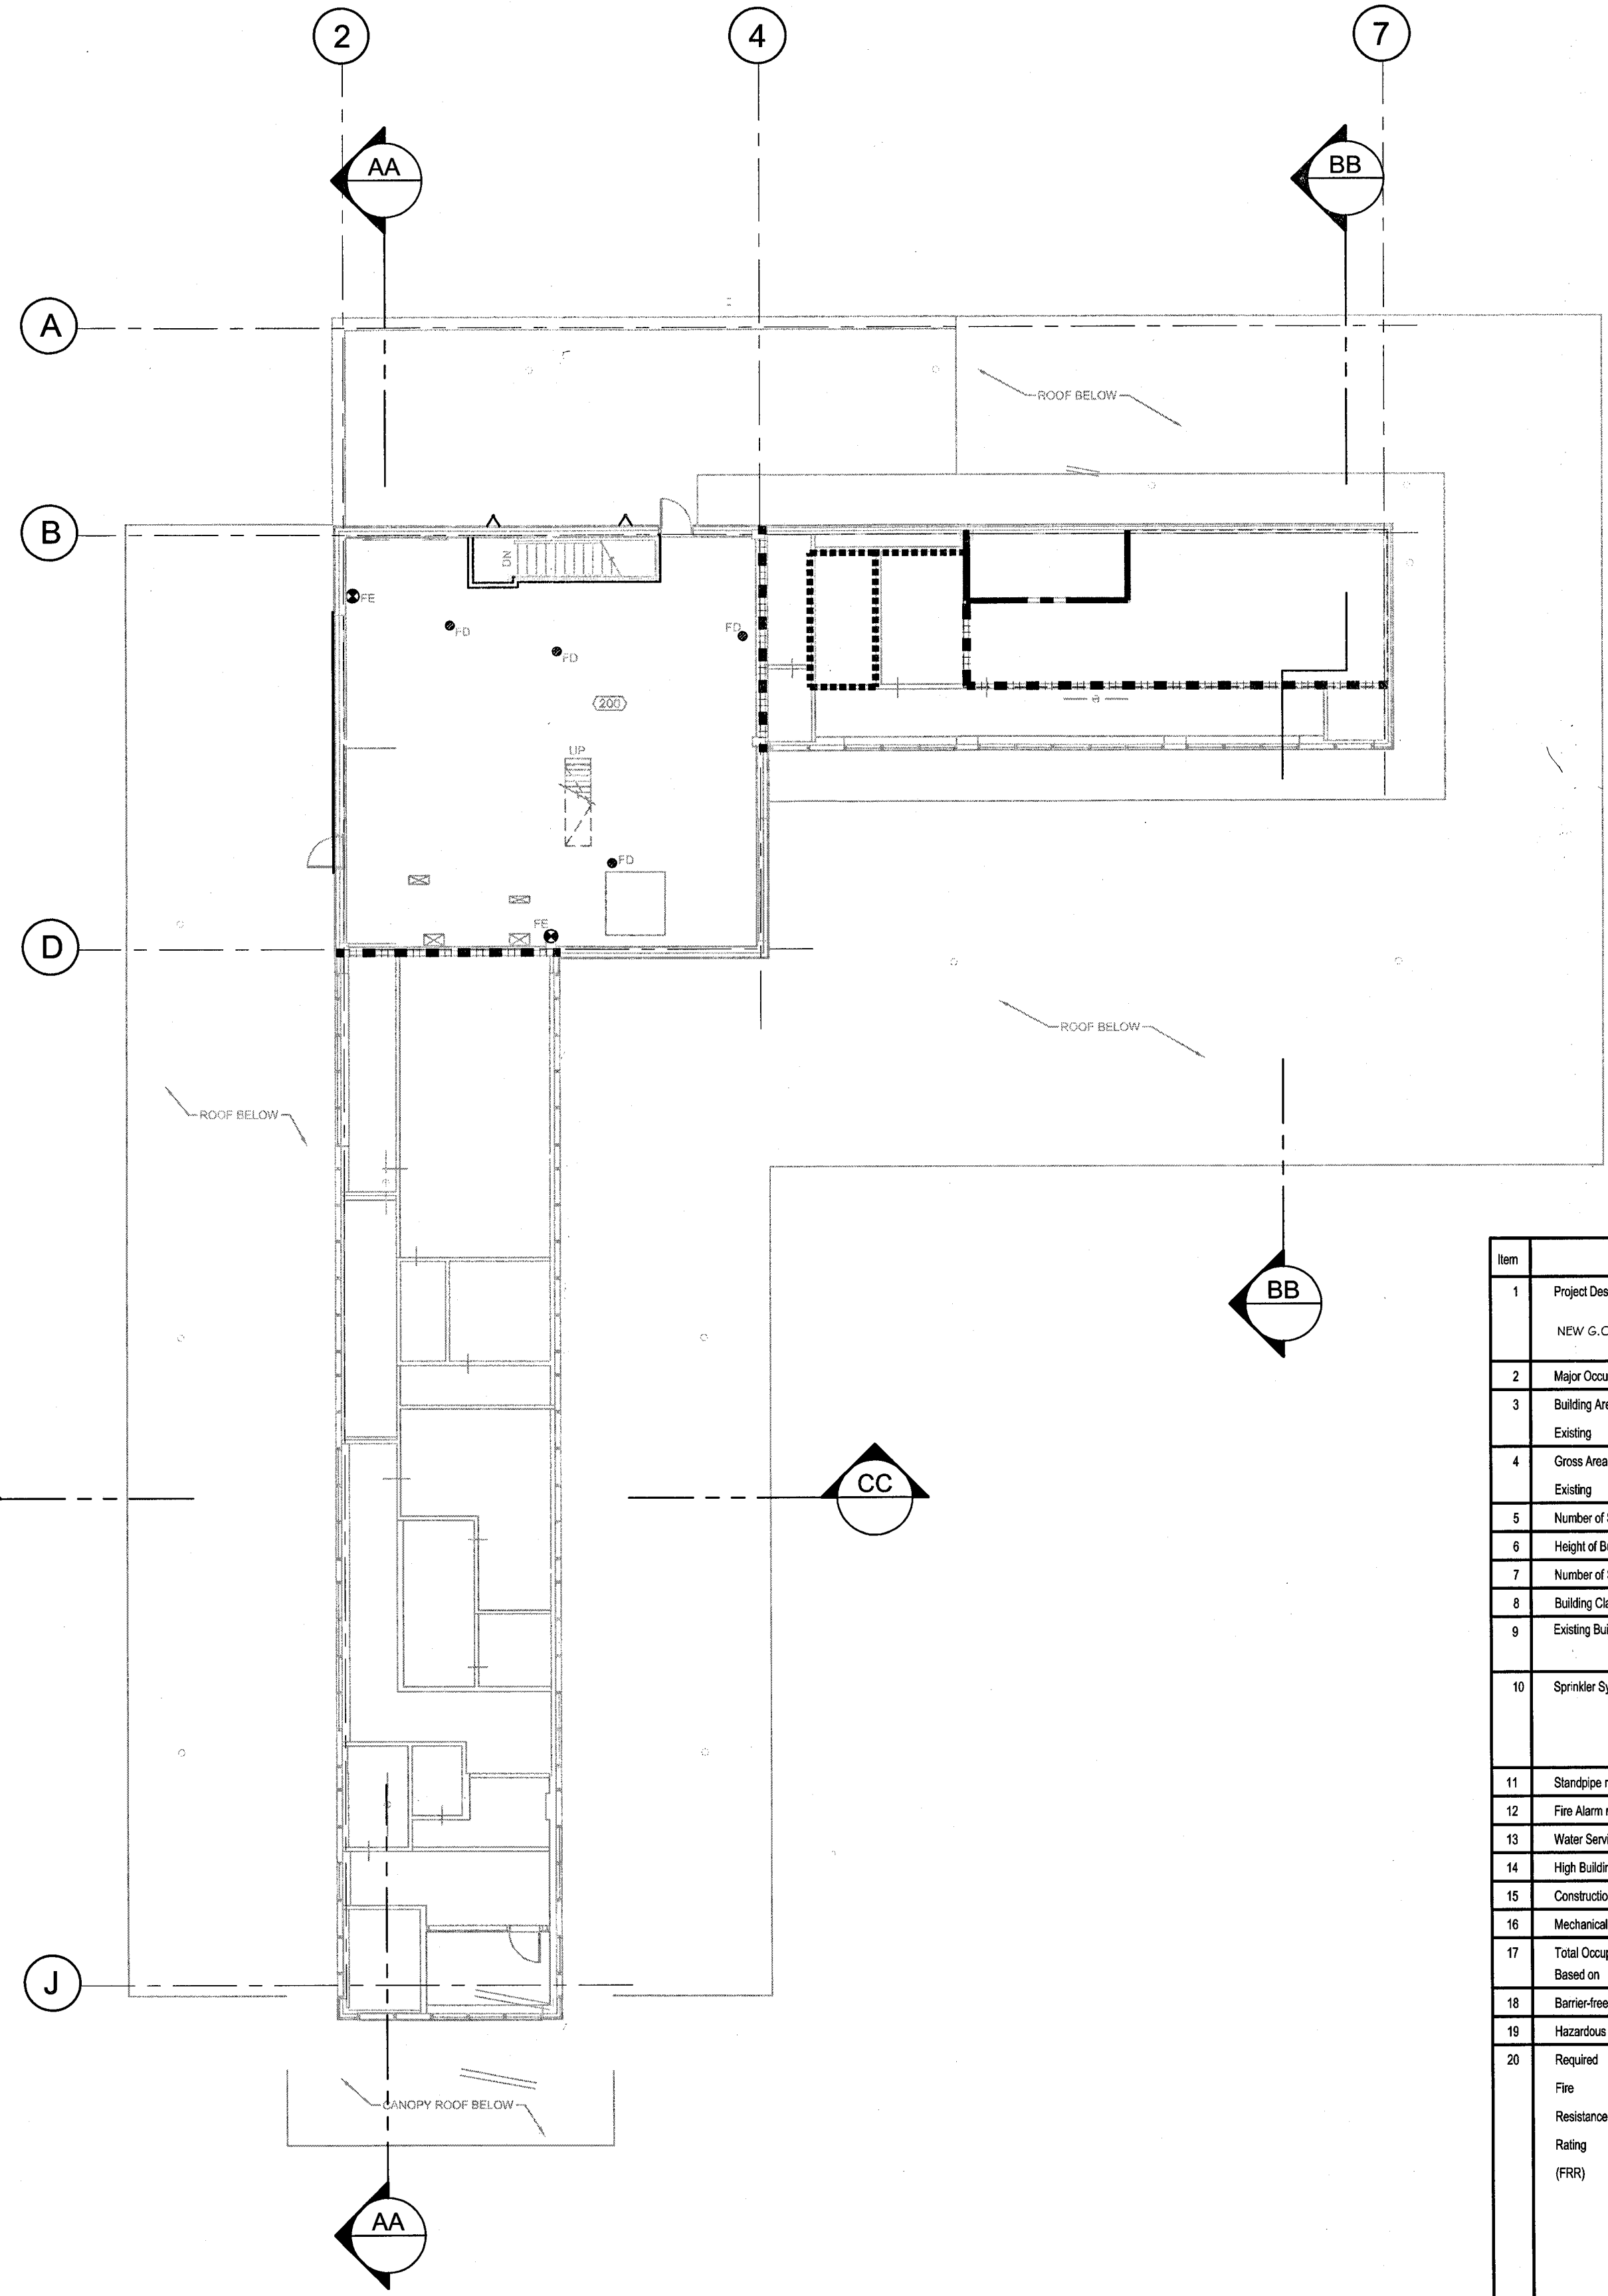 2
4
7
AA
BB
A
ROOF BELOW
B
DN
FE
FD
FD
FD
200
UP
FD
FE
D
ROOF BELOW
ROOF BELOW
BB
CC
J
CANOPY ROOF BELOW
AA
Item
1 Project Des
NEW G.C
2 Major Occu
3 Building Are
Existing
4 Gross Area
Existing
5 Number of S
6 Height of Bu
7 Number of S
8 Building Cla
9 Existing Bui
10 Sprinkler Sy
11 Standpipe r
12 Fire Alarm r
13 Water Servi
14 High Buildin
15 Constructio
16 Mechanical
17 Total Occup
Based on
18 Barrier-free
19 Hazardous
20 Required
Fire
Resistance
Rating
(FRR)